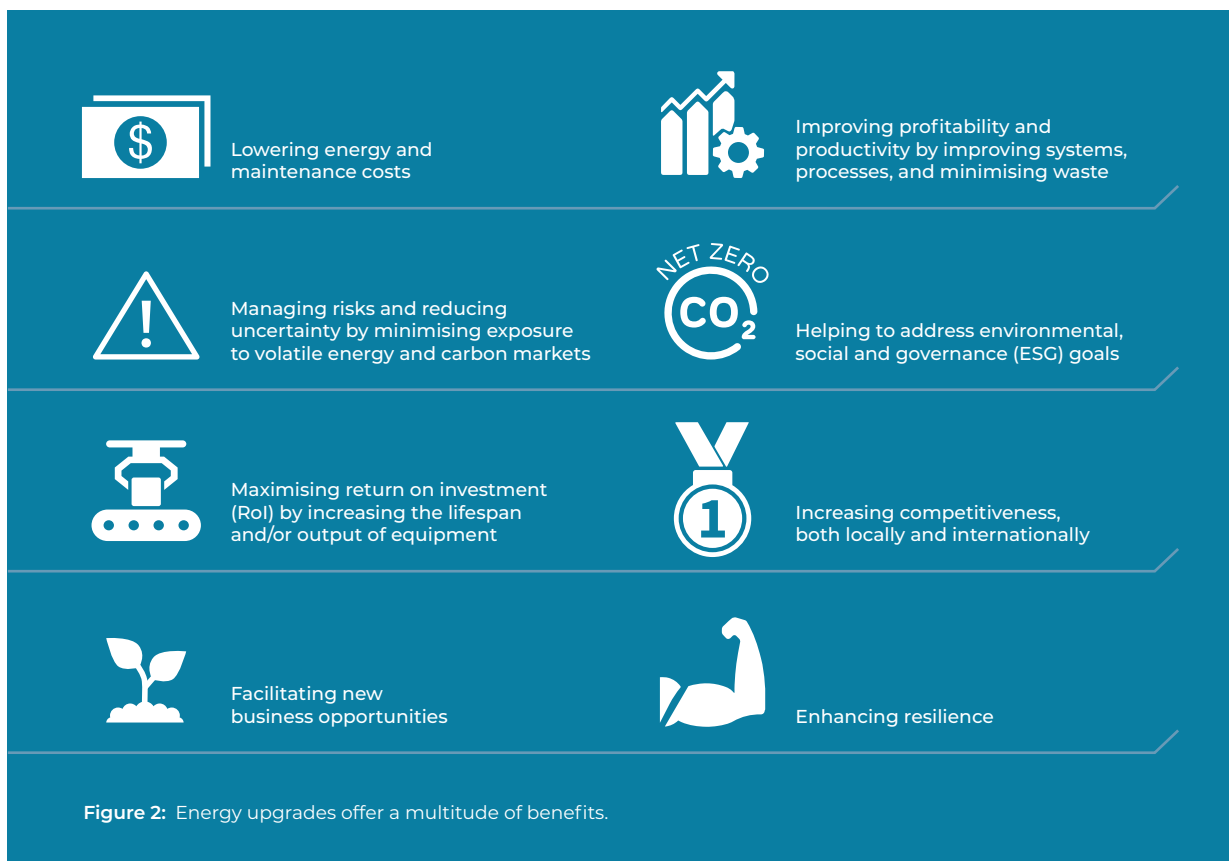 $
Lowering energy and
maintenance costs
Improving profitability and
productivity by improving systems,
processes, and minimising waste
!
Managing risks and reducing
uncertainty by minimising exposure
to volatile energy and carbon markets
NET ZERO
CO₂
Helping to address environmental,
social and governance (ESG) goals
Maximising return on investment
(RoI) by increasing the lifespan
and/or output of equipment
1
Increasing competitiveness,
both locally and internationally
Facilitating new
business opportunities
Enhancing resilience
Figure 2: Energy upgrades offer a multitude of benefits.